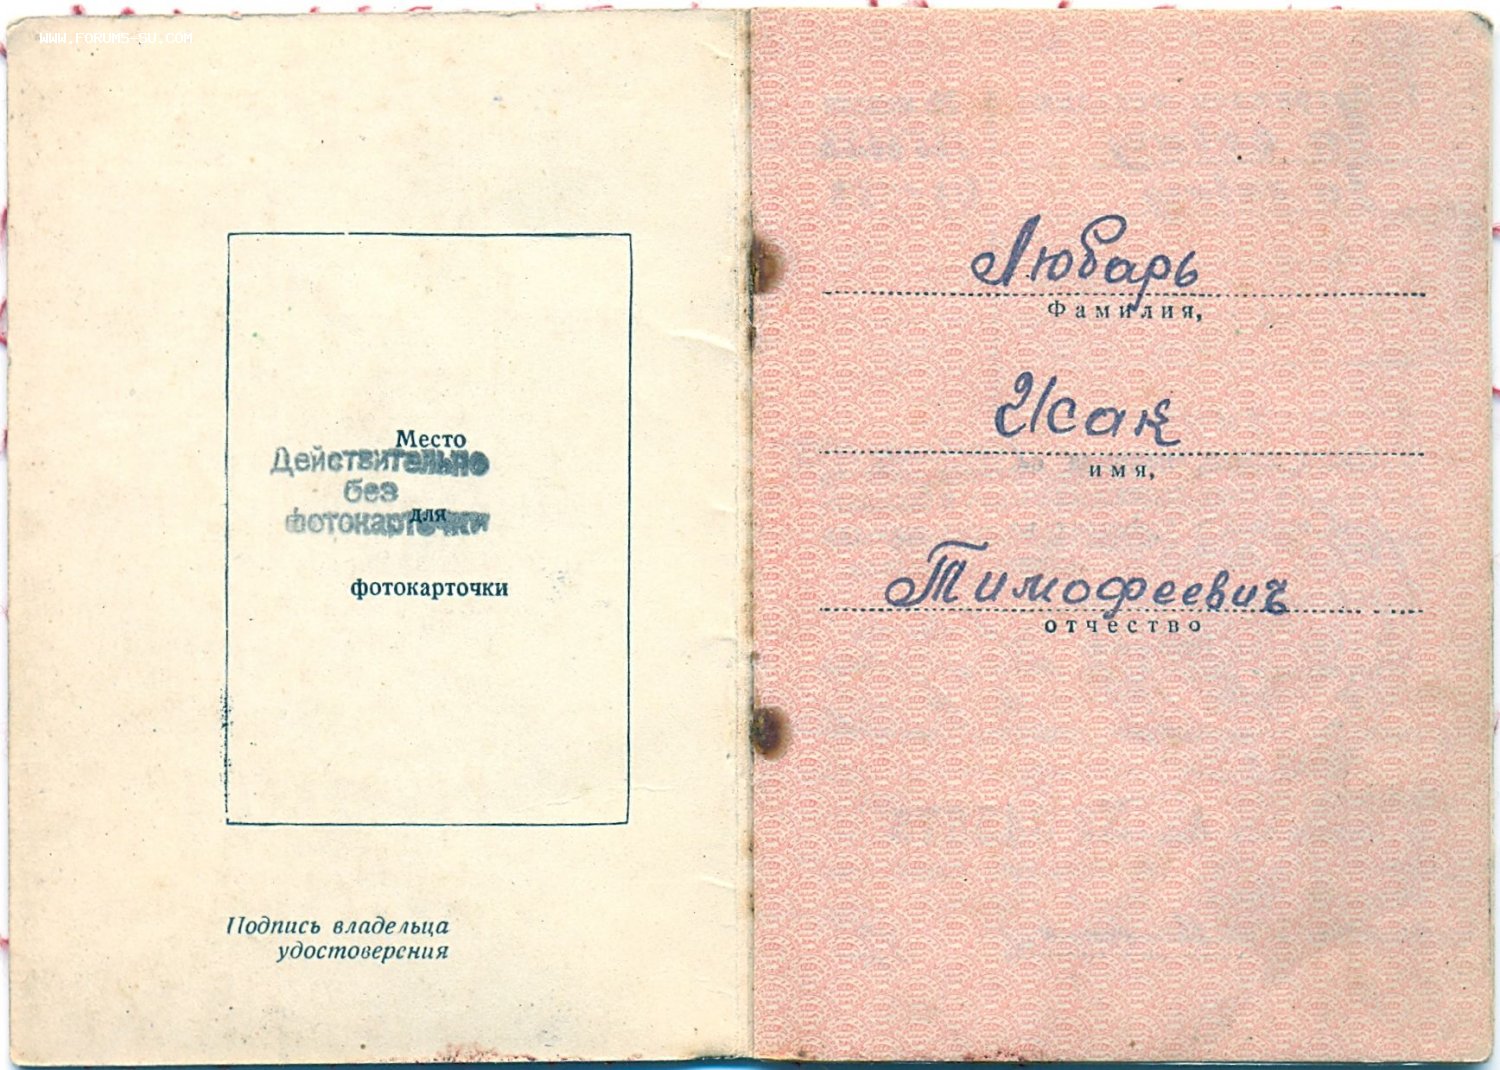 WWW.FORUMS-SU.COM
Место
Действительно
без
для
фотокарточки
фотокарточки
Подпись владельца
удостоверения
Любарь
Фамилия,
Исак
имя,
Тимофеевич
отчество